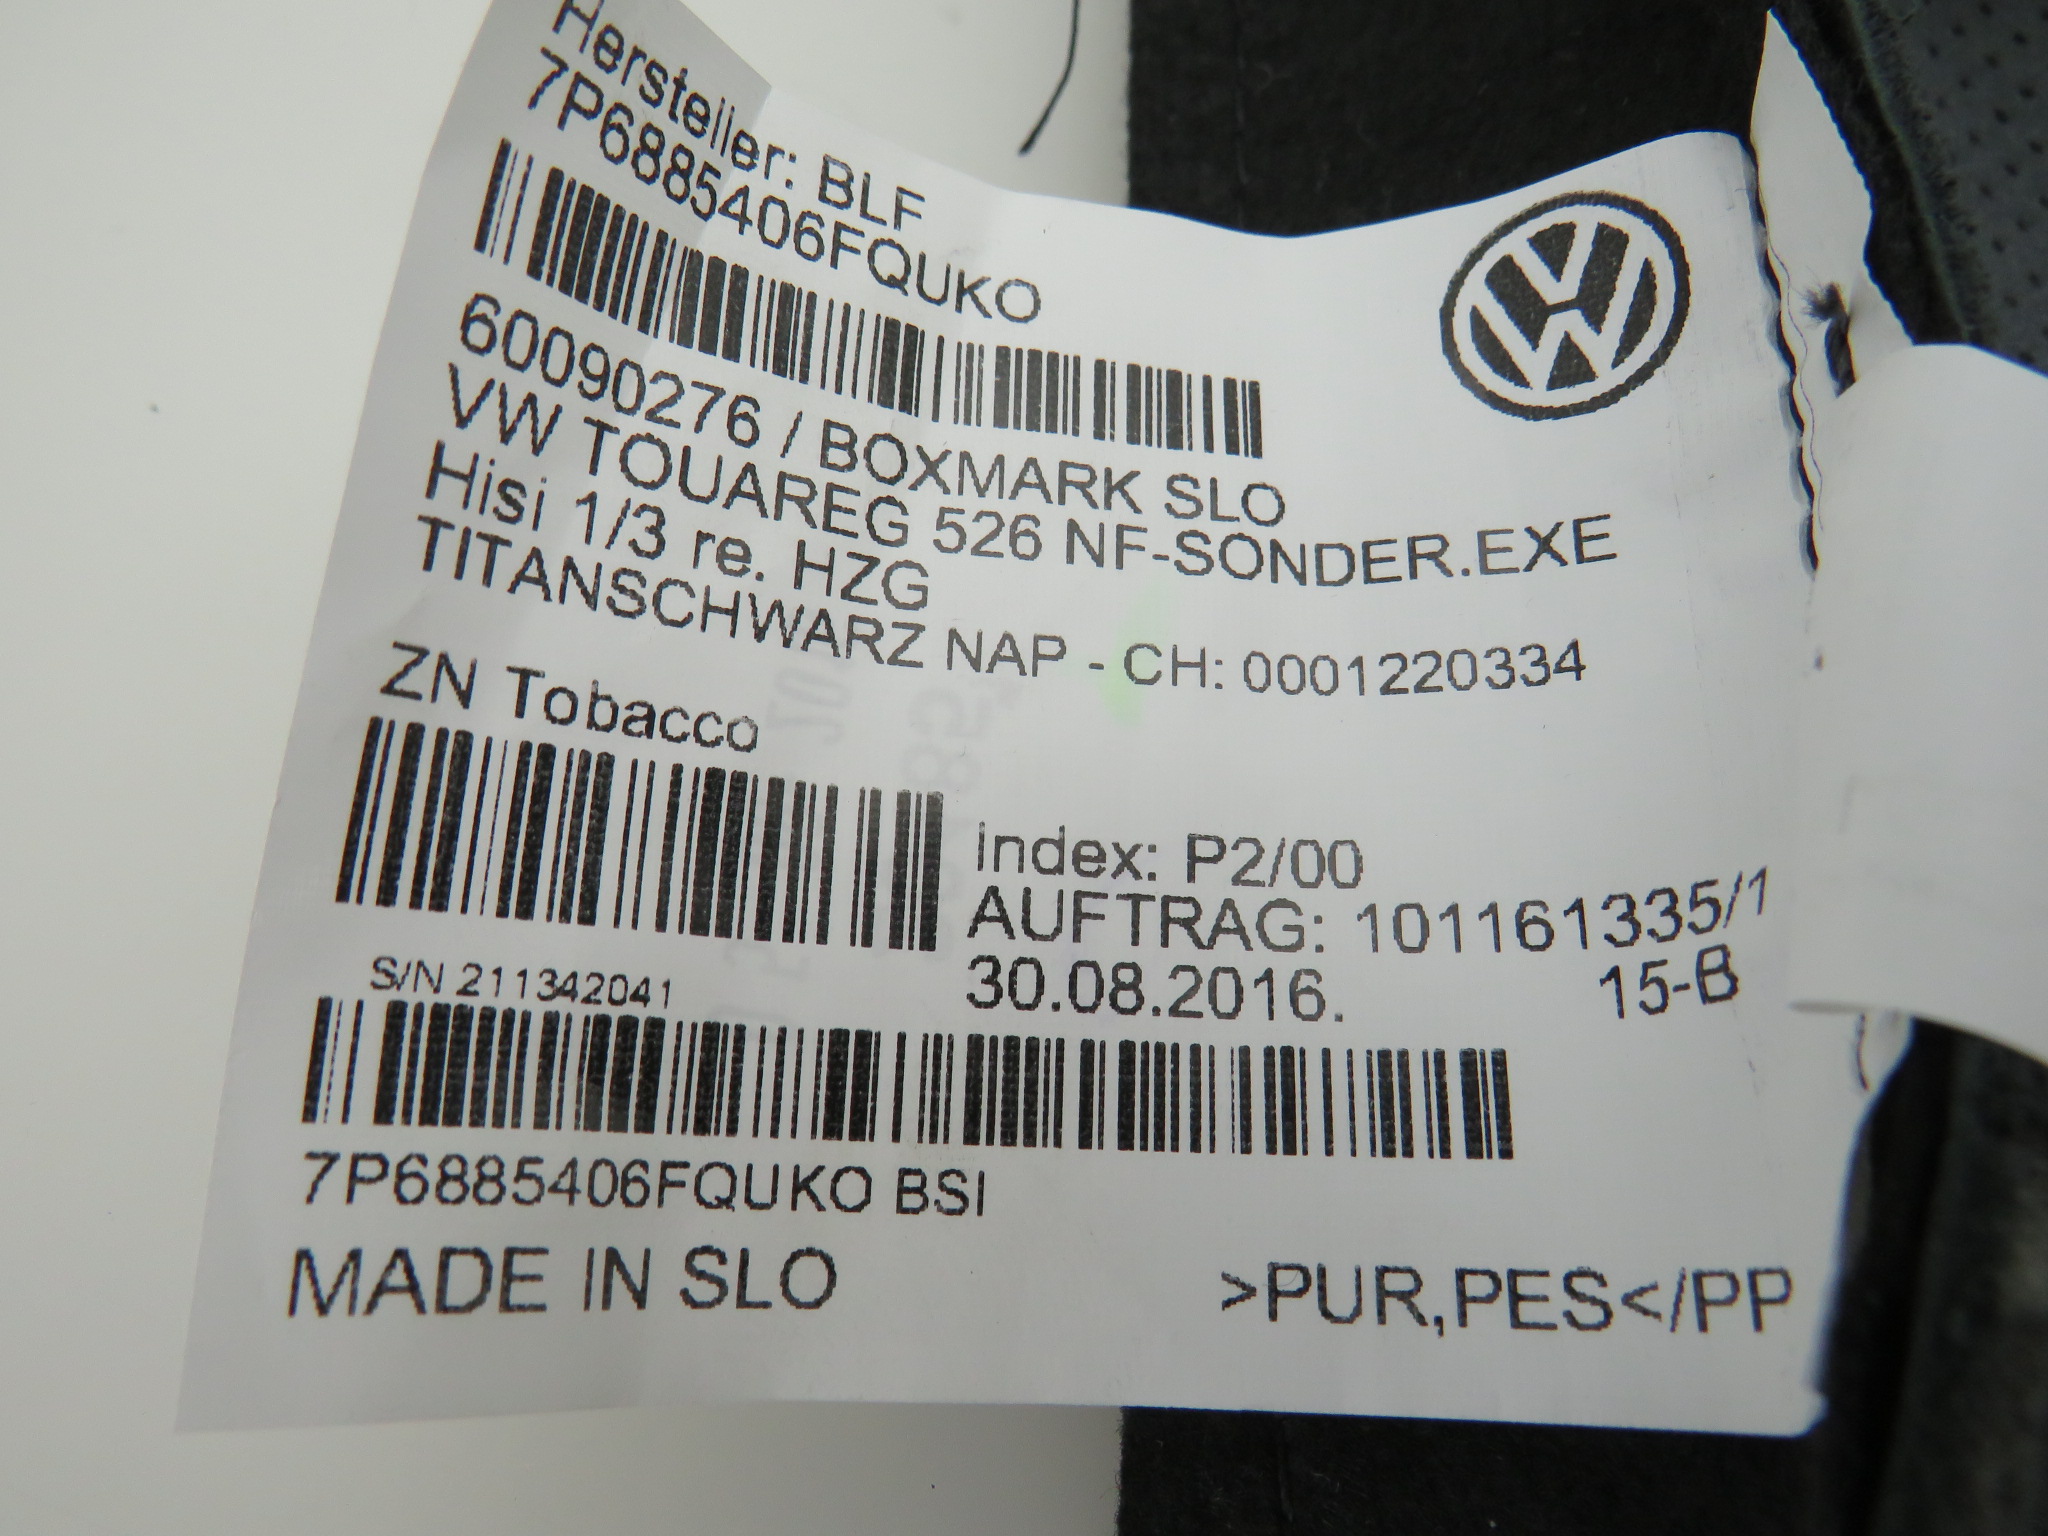 Hersteller: BLF
7P6885406FQUKO
60090276 / BOXMARK SLO
VW TOUAREG 526 NF-SONDER.EXE
Hisi 1/3 re. HZG
TITANSCHWARZ NAP - CH: 0001220334
ZN Tobacco
Index: P2/00
AUFTRAG: 101161335/1
30.08.2016. 15-B
S/N 211342041
7P6885406FQUKO BSI
MADE IN SLO >PUR,PES</PP